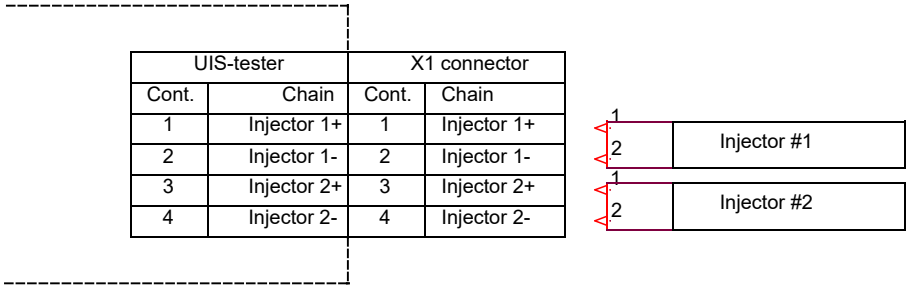 UIS-tester X1 connector
Cont. Chain Cont. Chain
1 Injector 1+ 1 Injector 1+
2 Injector 1- 2 Injector 1-
3 Injector 2+ 3 Injector 2+
4 Injector 2- 4 Injector 2-
1
2 Injector #1
1
2 Injector #2